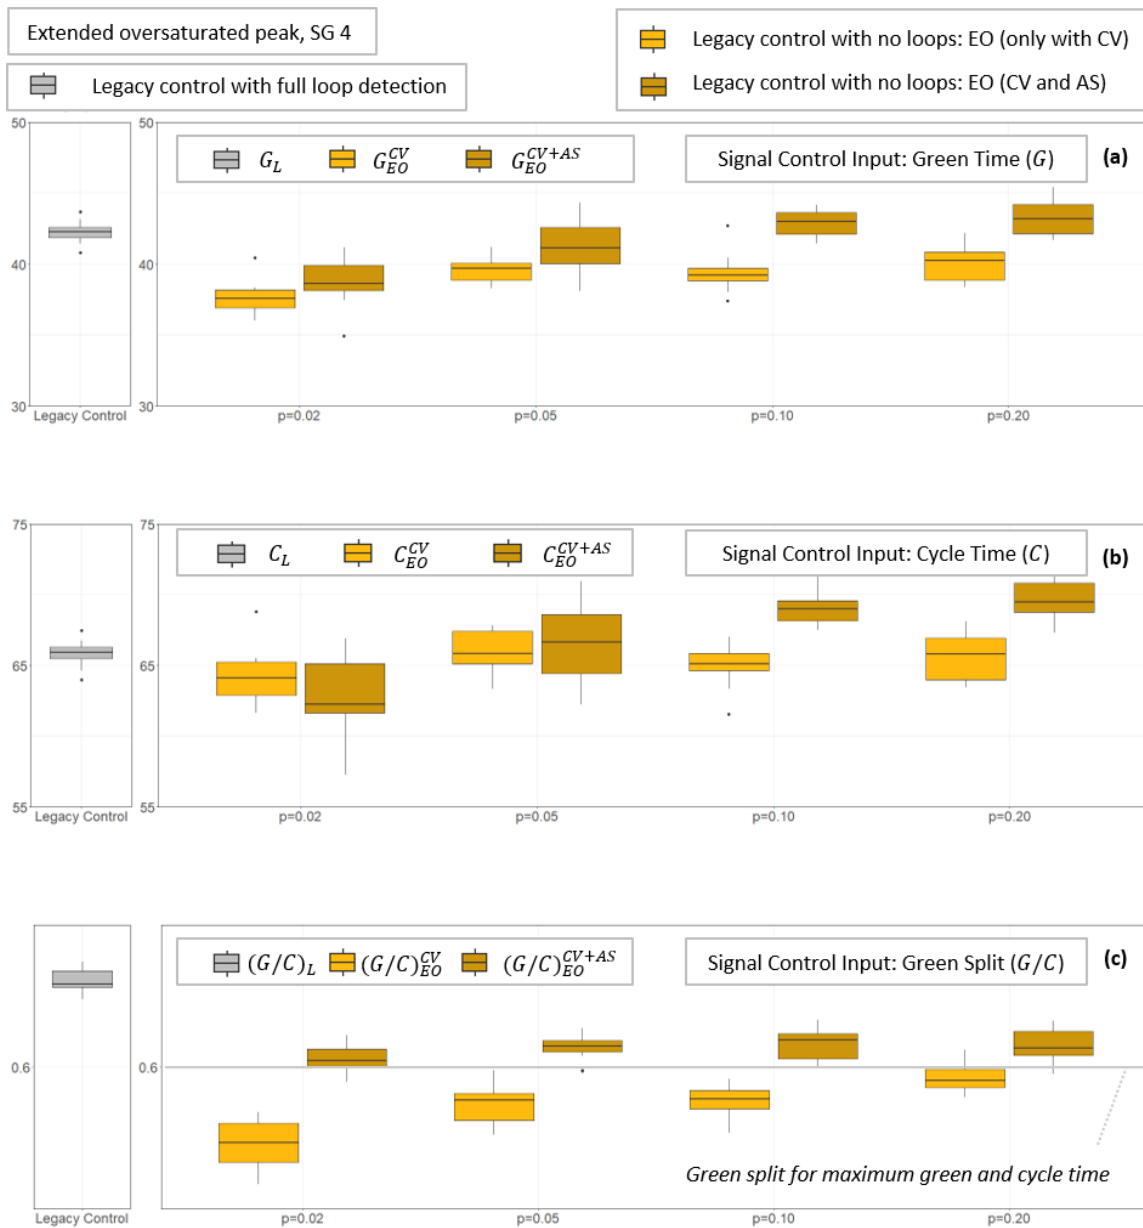 Extended oversaturated peak, SG 4
Legacy control with full loop detection
Legacy control with no loops: EO (only with CV)
Legacy control with no loops: EO (CV and AS)
50
40
30
Legacy Control
50
40
30
G_L G_EO^CV G_EO^CV+AS
Signal Control Input: Green Time (G)
(a)
p=0.02 p=0.05 p=0.10 p=0.20
75
65
55
Legacy Control
75
65
55
C_L C_EO^CV C_EO^CV+AS
Signal Control Input: Cycle Time (C)
(b)
p=0.02 p=0.05 p=0.10 p=0.20
0.6
(G/C)_L (G/C)_EO^CV (G/C)_EO^CV+AS
Signal Control Input: Green Split (G/C)
(c)
Green split for maximum green and cycle time
p=0.02 p=0.05 p=0.10 p=0.20